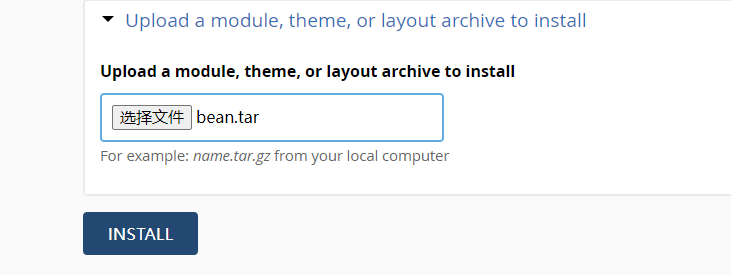 Upload a module, theme, or layout archive to install
Upload a module, theme, or layout archive to install
选择文件 bean.tar
For example: name.tar.gz from your local computer
INSTALL